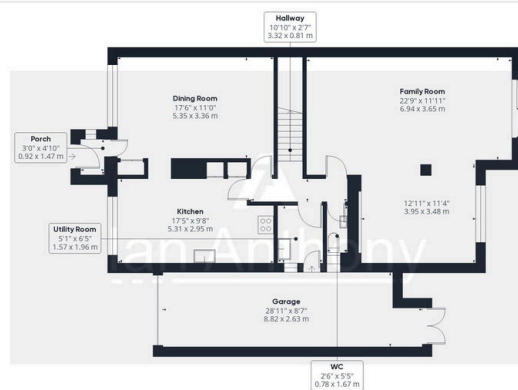 Hallway
10'10" x 2'7"
3.32 x 0.81 m
Dining Room
17'6" x 11'0"
5.35 x 3.36 m
Family Room
22'9" x 11'11"
6.94 x 3.65 m
Porch
3'0" x 4'10"
0.92 x 1.47 m
12'11" x 11'4"
3.95 x 3.48 m
Kitchen
17'5" x 9'8"
5.31 x 2.95 m
Utility Room
5'1" x 6'5"
1.57 x 1.96 m
Ian Anthony
Garage
28'11" x 8'7"
8.82 x 2.63 m
WC
2'6" x 5'5"
0.78 x 1.67 m